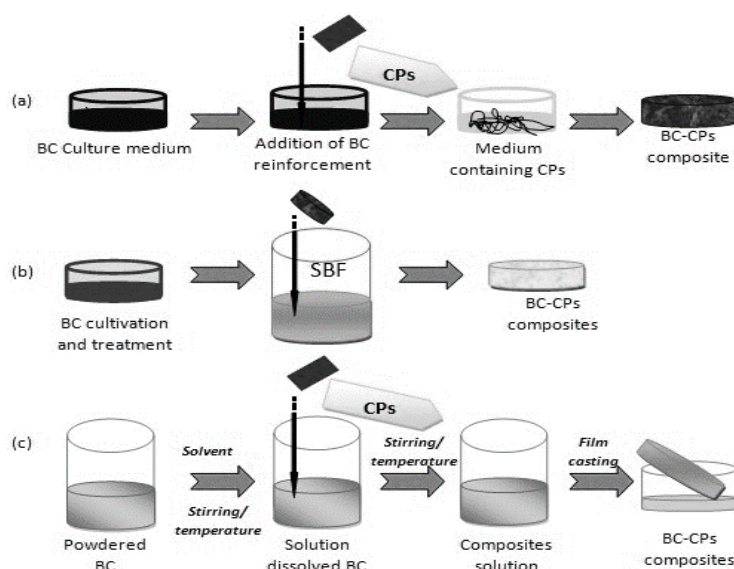 (a)
CPs
BC Culture medium
Addition of BC
reinforcement
Medium
containing CPs
BC-CPs
composite
(b)
SBF
BC cultivation
and treatment
BC-CPs
composites
(c)
CPs
Solvent
Stirring/
temperature
Stirring/
temperature
Film
casting
Powdered
BC
Solution
dissolved BC
Composites
solution
BC-CPs
composites